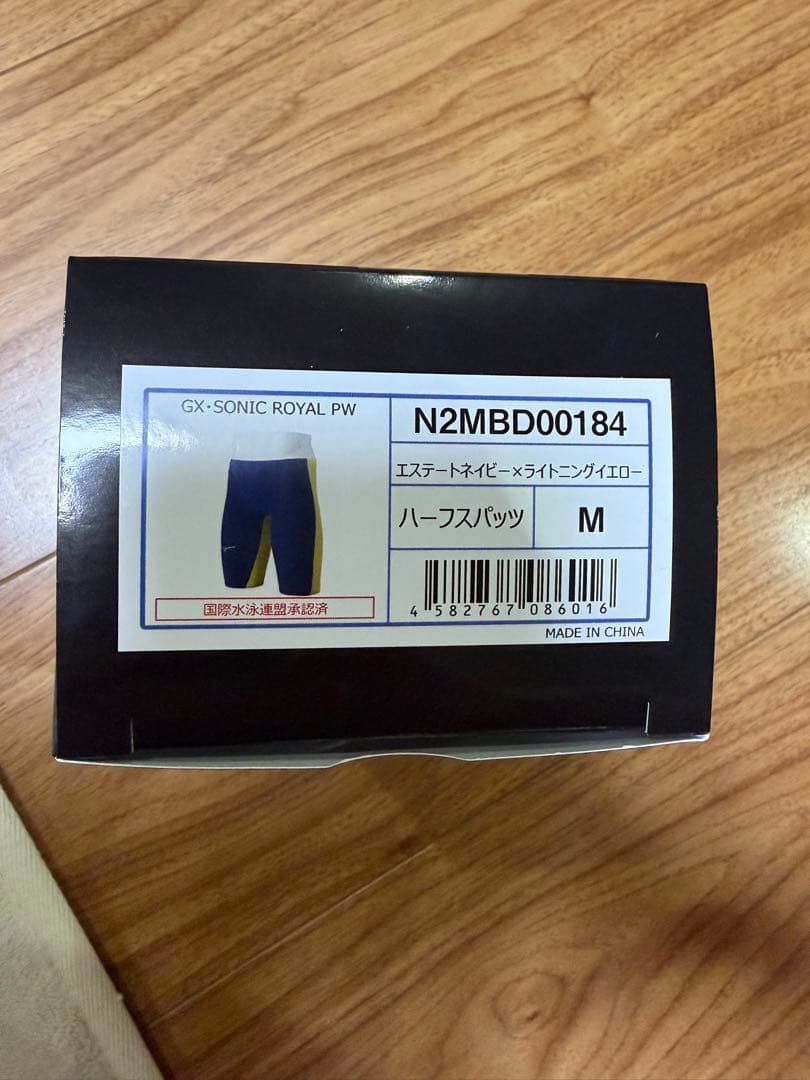 GX・SONIC ROYAL PW
N2MBD00184
エステートネイビー×ライトニングイエロー
ハーフスパッツ
M
国際水泳連盟承認済
4 582767 086016
MADE IN CHINA